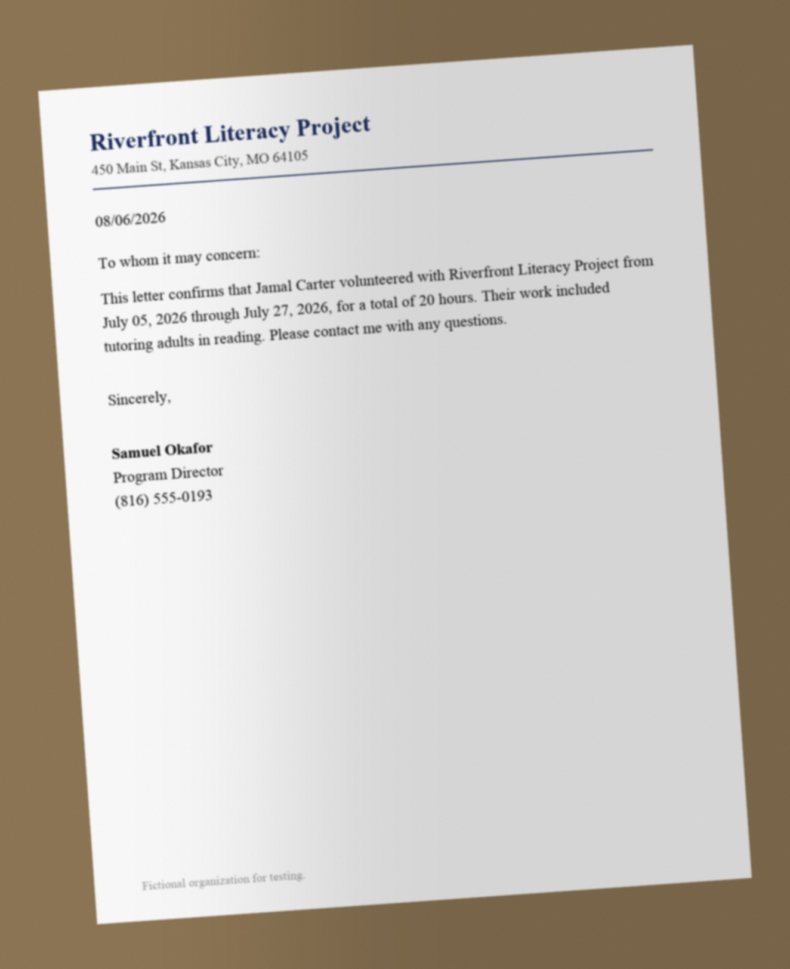 Riverfront Literacy Project
450 Main St, Kansas City, MO 64105
08/06/2026
To whom it may concern:
This letter confirms that Jamal Carter volunteered with Riverfront Literacy Project from
July 05, 2026 through July 27, 2026, for a total of 20 hours. Their work included
tutoring adults in reading. Please contact me with any questions.
Sincerely,
Samuel Okafor
Program Director
(816) 555-0193
Fictional organization for testing.